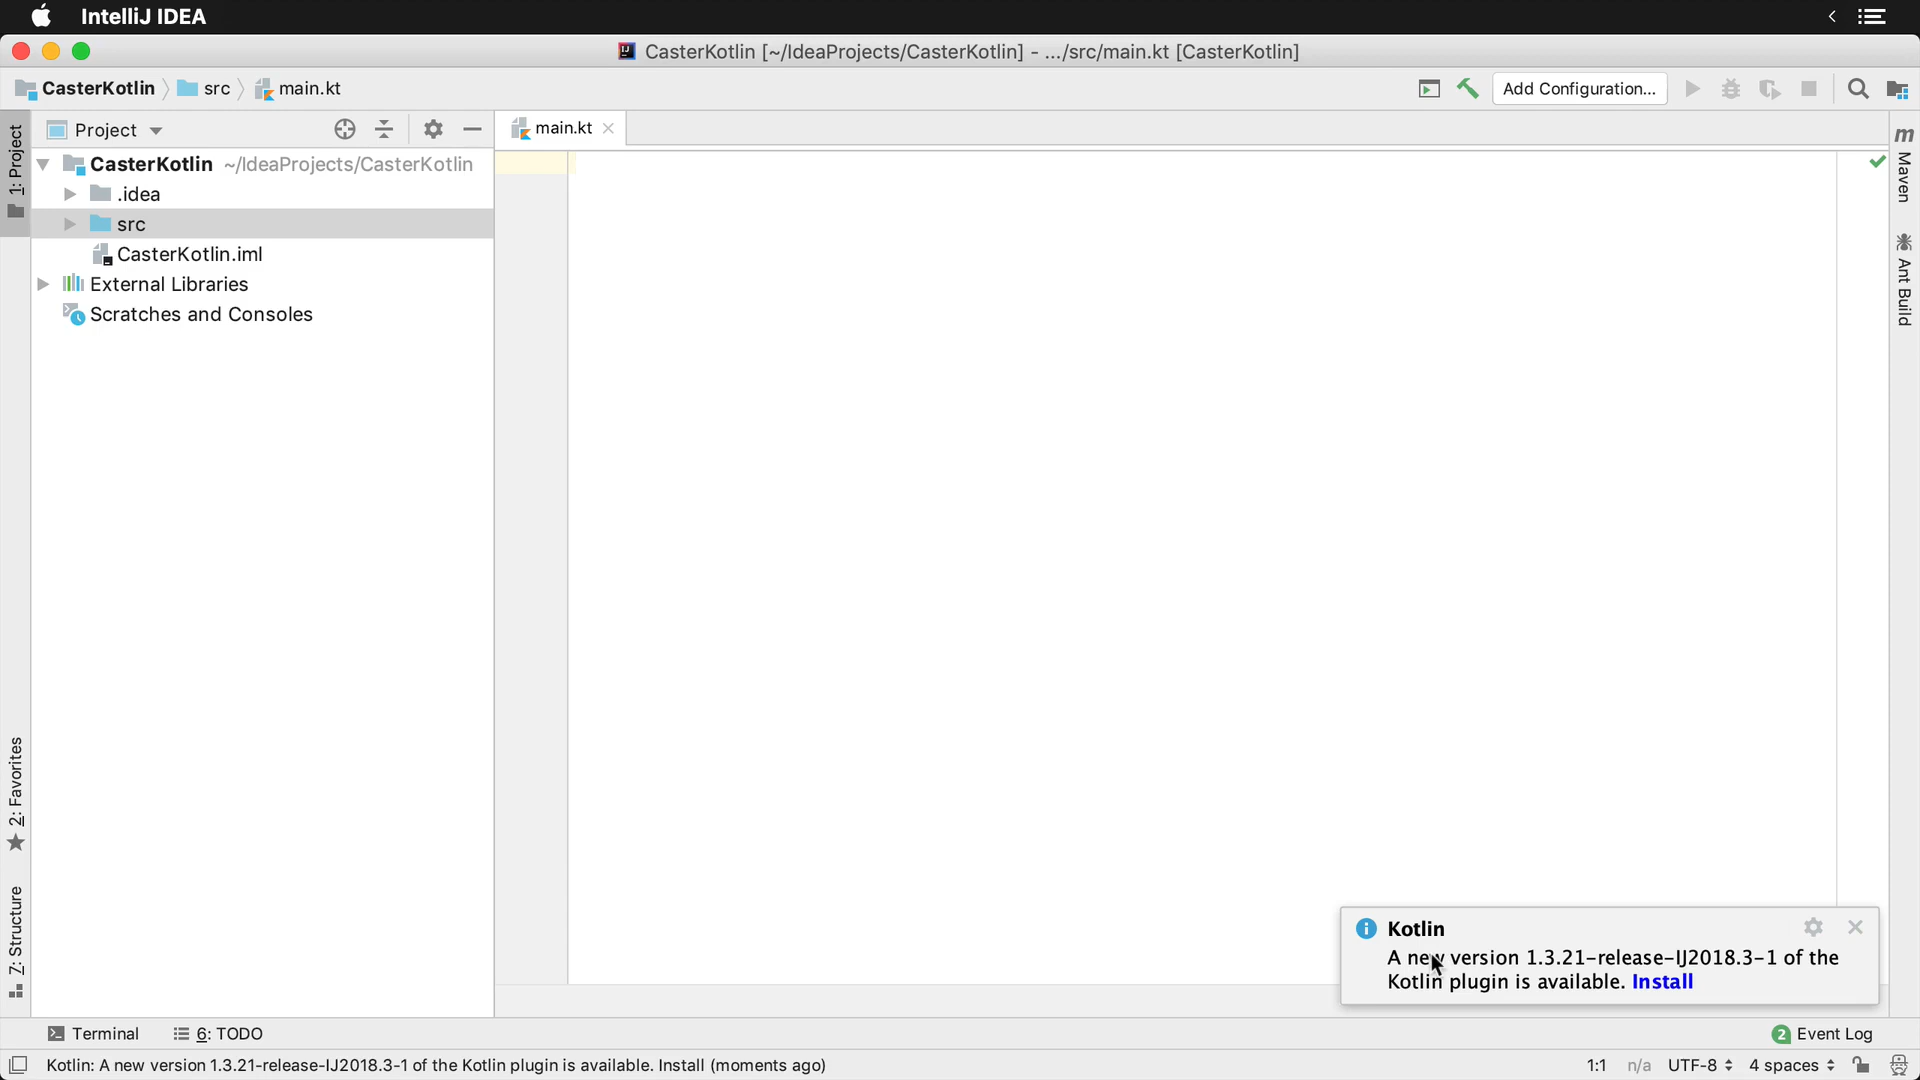 IntelliJ IDEA
CasterKotlin [~/IdeaProjects/CasterKotlin] - .../src/main.kt [CasterKotlin]
CasterKotlin src main.kt
Add Configuration...
1: Project
Project
main.kt
CasterKotlin ~/IdeaProjects/CasterKotlin
.idea
src
CasterKotlin.iml
External Libraries
Scratches and Consoles
m Maven
Ant Build
2: Favorites
7: Structure
Kotlin
A new version 1.3.21-release-IJ2018.3-1 of the
Kotlin plugin is available. Install
Terminal
6: TODO
2 Event Log
Kotlin: A new version 1.3.21-release-IJ2018.3-1 of the Kotlin plugin is available. Install (moments ago)
1:1 n/a UTF-8 4 spaces